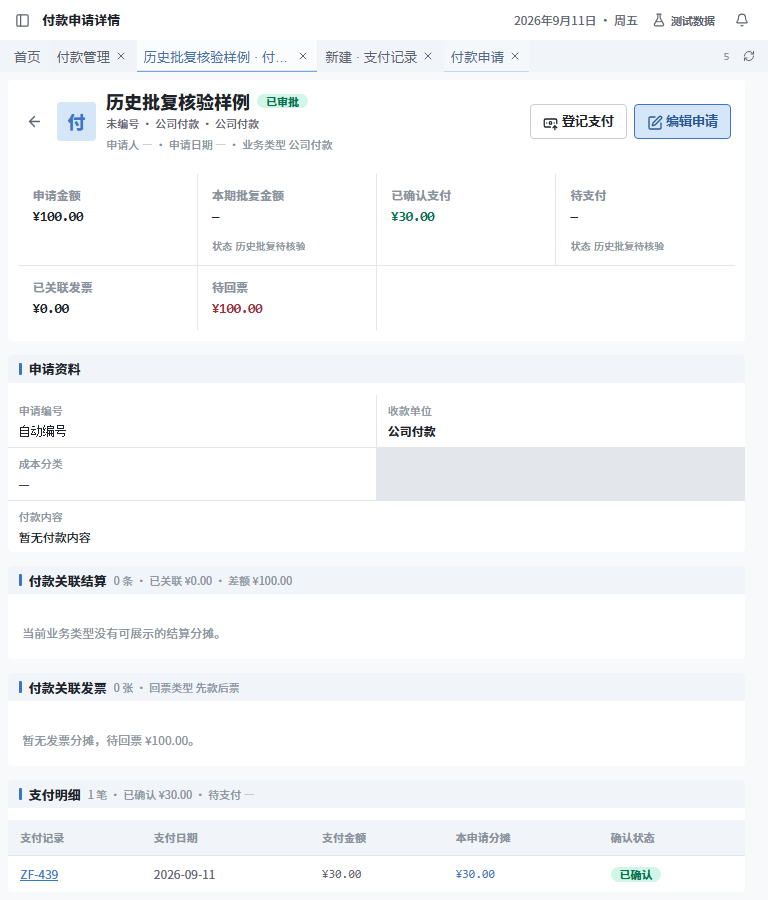 付款申请详情
2026年9月11日 · 周五 测试数据
首页 付款管理 历史批复核验样例 · 付... 新建 · 支付记录 付款申请 5
付 历史批复核验样例 已审批
未编号 · 公司付款 · 公司付款
申请人 — · 申请日期 — · 业务类型 公司付款
登记支付 编辑申请
申请金额 本期批复金额 已确认支付 待支付
¥100.00 — ¥30.00 —
状态 历史批复待核验 状态 历史批复待核验
已关联发票 待回票
¥0.00 ¥100.00
申请资料
申请编号 收款单位
自动编号 公司付款
成本分类
—
付款内容
暂无付款内容
付款关联结算 0 条 · 已关联 ¥0.00 · 差额 ¥100.00
当前业务类型没有可展示的结算分摊。
付款关联发票 0 张 · 回票类型 先款后票
暂无发票分摊，待回票 ¥100.00。
支付明细 1 笔 · 已确认 ¥30.00 · 待支付 —
支付记录 支付日期 支付金额 本申请分摊 确认状态
ZF-439 2026-09-11 ¥30.00 ¥30.00 已确认